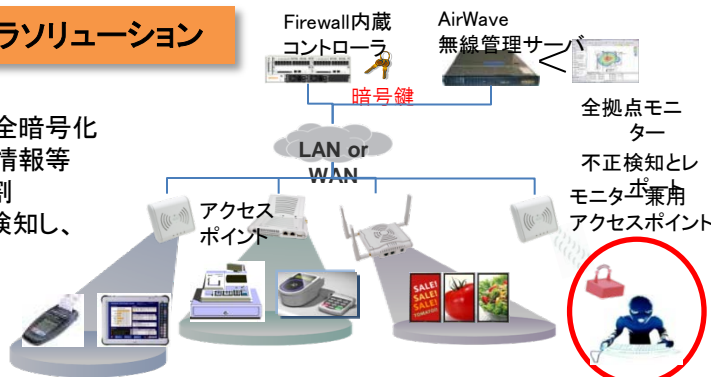 ラソリューション
全暗号化
情報等
割
検知し、
Firewall内蔵
コントローラ
AirWave
無線管理サーバ
暗号鍵
全拠点モニ
ター
不正検知とレ
ポート
LAN or
WAN
アクセス
ポイント
モニター兼用
アクセスポイント
SALE!
SALE!
SALE!
TOMATO!!